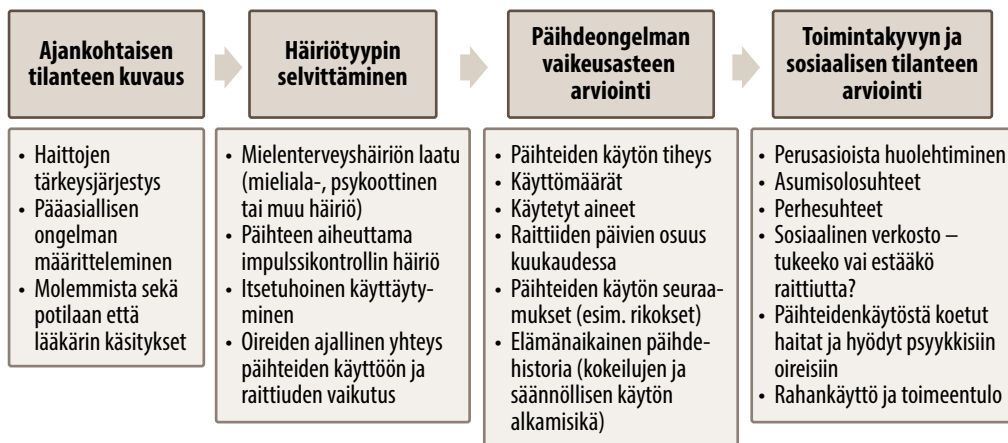 Ajankohtaisen
tilanteen kuvaus
Häiriötyypin
selvittäminen
Päihdeongelman
vaikeusasteen
arviointi
Toimintakyvyn ja
sosiaalisen tilanteen
arviointi
• Haittojen
tärkeysjärjestys
• Pääasiallisen
ongelman
määritteleminen
• Molemmista sekä
potilaan että
lääkärin käsitykset
• Mielenterveyshäiriön laatu
(mieliala-, psykoottinen
tai muu häiriö)
• Päihteen aiheuttama
impulssikontrollin häiriö
• Itsetuhoinen käyttäyty-
minen
• Oireiden ajallinen yhteys
päihteiden käyttöön ja
raittiuden vaikutus
• Päihteiden käytön tiheys
• Käyttömäärät
• Käytetyt aineet
• Raittiiden päivien osuus
kuukaudessa
• Päihteiden käytön seuraa-
mukset (esim. rikokset)
• Elämänaikainen päihde-
historia (kokeilujen ja
säännöllisen käytön
alkamisikä)
• Perusasioista huolehtiminen
• Asumisolosuhteet
• Perhesuhteet
• Sosiaalinen verkosto –
tukeeko vai estääkö
raittiutta?
• Päihteidenkäytöstä koetut
haitat ja hyödyt psyykkisiin
oireisiin
• Rahankäyttö ja toimeentulo